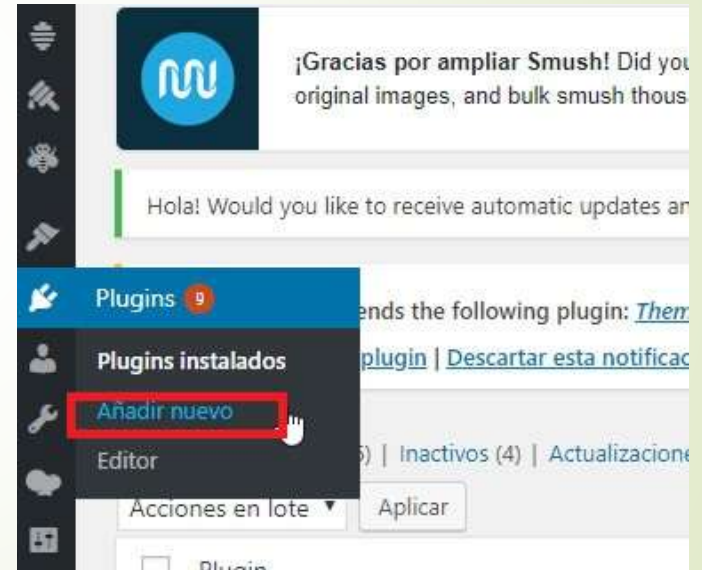 ¡Gracias por ampliar Smush! Did you
original images, and bulk smush thous
Hola! Would you like to receive automatic updates an
Plugins 9
ends the following plugin: Them
Plugins instalados
plugin | Descartar esta notificac
Añadir nuevo
) | Inactivos (4) | Actualizacione
Editor
Acciones en lote Aplicar
Plugin